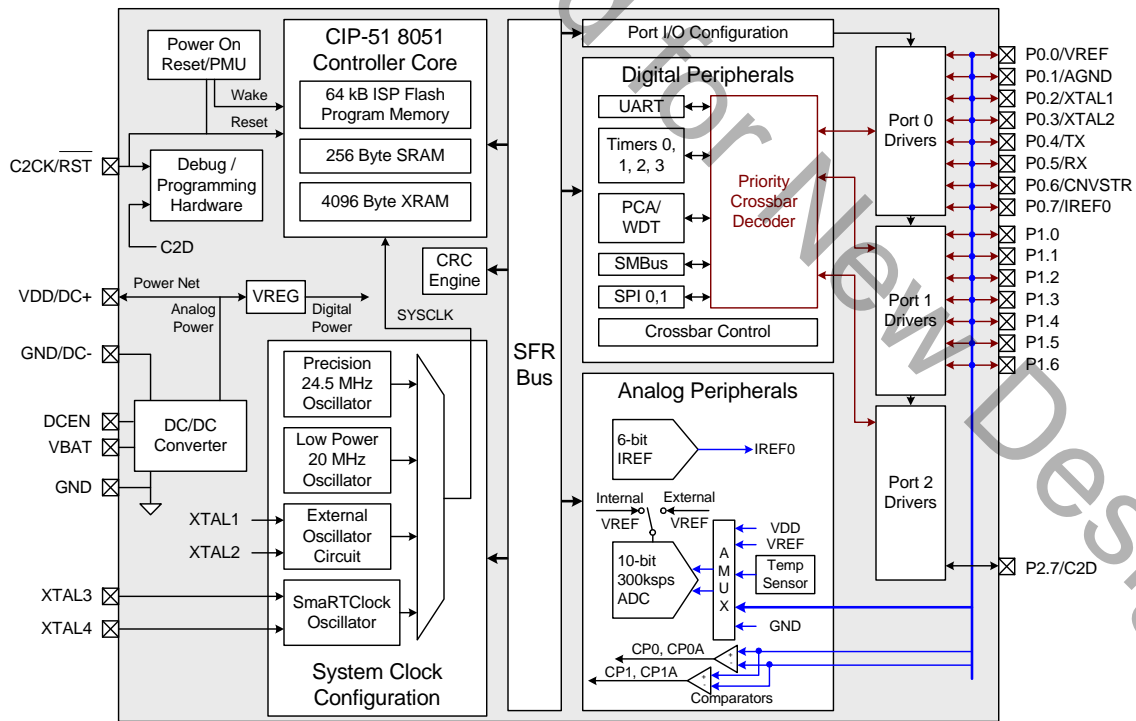 Power On
Reset/PMU
Wake
Reset
C2CK/RST
Debug /
Programming
Hardware
C2D
VDD/DC+
Power Net
Analog
Power
VREG
Digital
Power
GND/DC-
DCEN
VBAT
GND
DC/DC
Converter
XTAL1
XTAL2
XTAL3
XTAL4
CIP-51 8051
Controller Core
64 kB ISP Flash
Program Memory
256 Byte SRAM
4096 Byte XRAM
CRC
Engine
SYSCLK
Precision
24.5 MHz
Oscillator
Low Power
20 MHz
Oscillator
External
Oscillator
Circuit
SmaRTClock
Oscillator
System Clock
Configuration
SFR
Bus
Port I/O Configuration
Digital Peripherals
UART
Timers 0,
1, 2, 3
PCA/
WDT
SMBus
SPI 0,1
Priority
Crossbar
Decoder
Crossbar Control
Analog Peripherals
6-bit
IREF
IREF0
Internal
VREF
External
VREF
10-bit
300ksps
ADC
AMUX
VDD
VREF
Temp
Sensor
GND
CP0, CP0A
CP1, CP1A
+
-
+
-
Comparators
Port 0
Drivers
Port 1
Drivers
Port 2
Drivers
P0.0/VREF
P0.1/AGND
P0.2/XTAL1
P0.3/XTAL2
P0.4/TX
P0.5/RX
P0.6/CNVSTR
P0.7/IREF0
P1.0
P1.1
P1.2
P1.3
P1.4
P1.5
P1.6
P2.7/C2D
for New